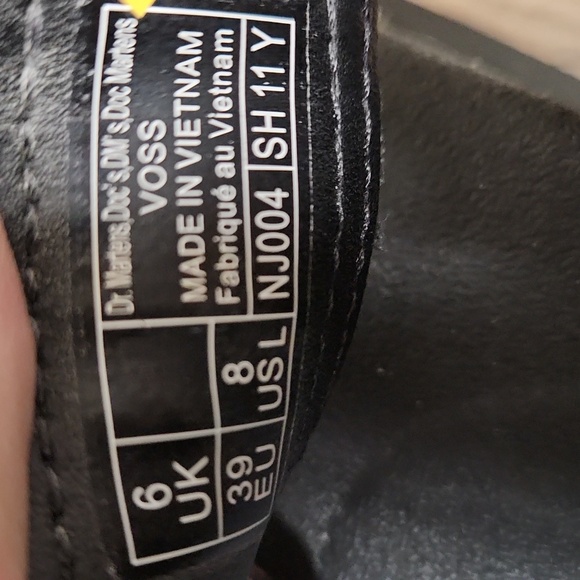 Dr. Martens,Doc's,DM's,Doc Martens
VOSS
MADE IN VIETNAM
Fabriqué au Vietnam
NJ004
SH 11 Y
6
UK
8
US L
39
EU